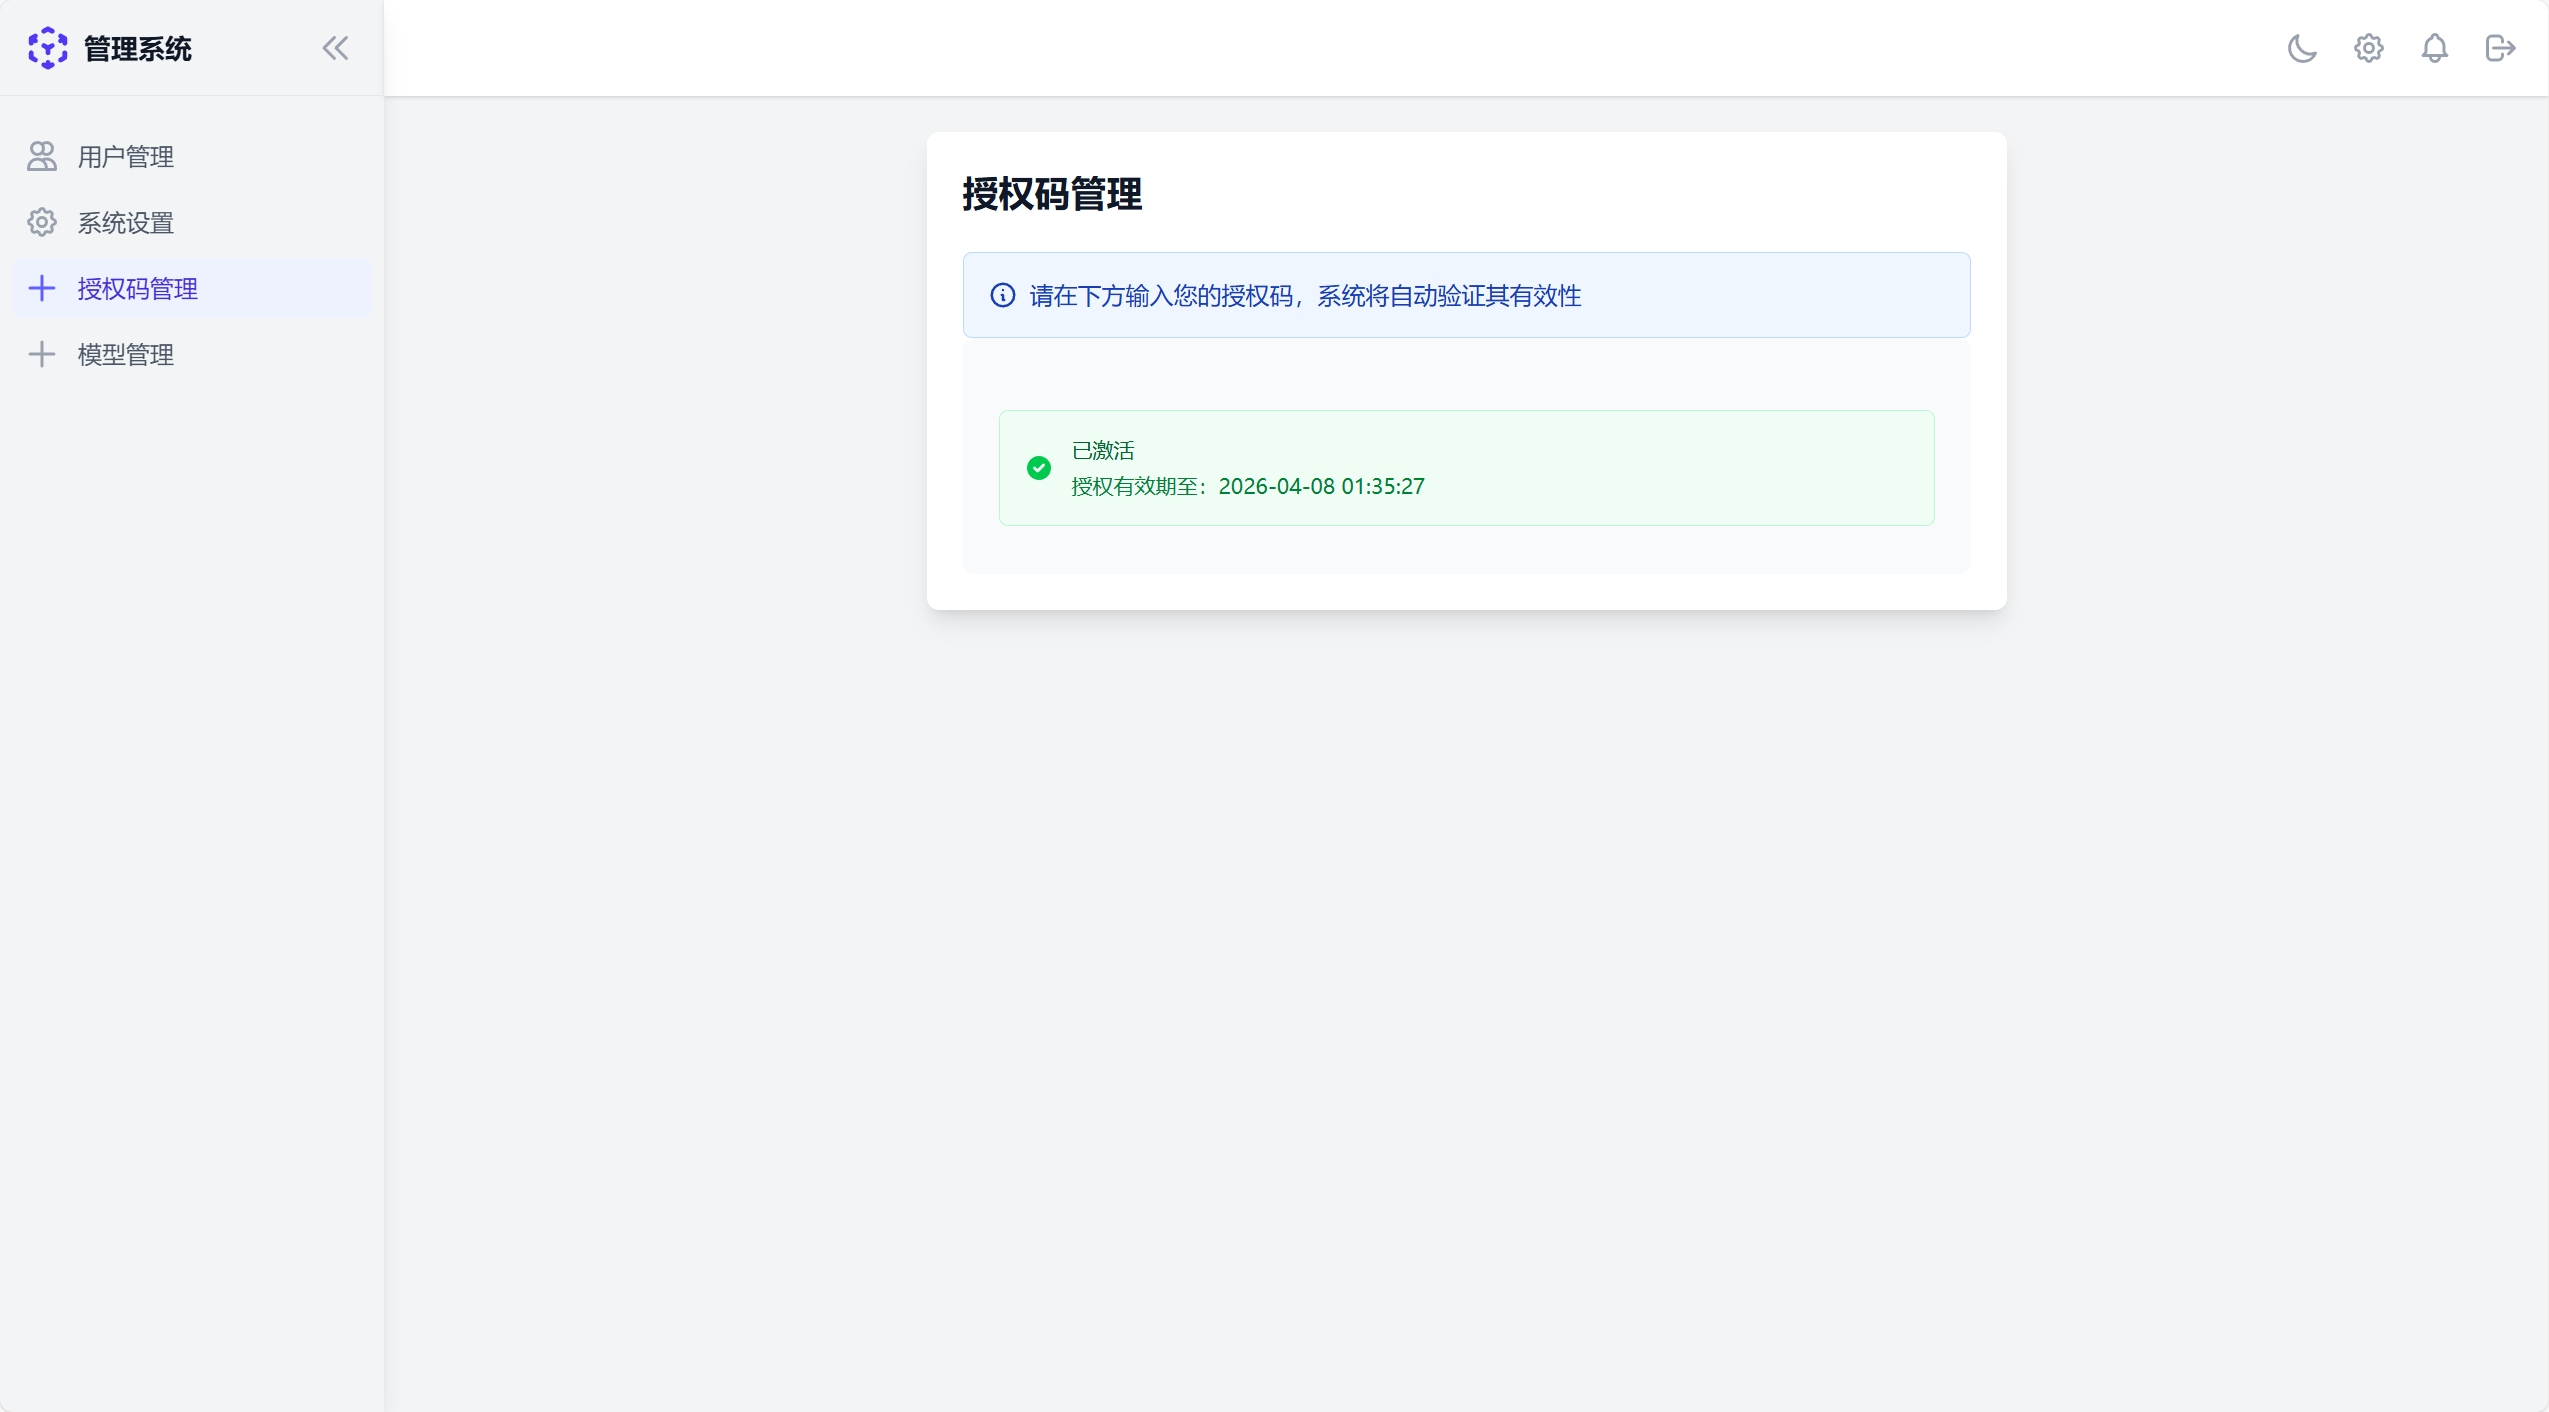 管理系统
用户管理
系统设置
授权码管理
模型管理
授权码管理
请在下方输入您的授权码，系统将自动验证其有效性
已激活
授权有效期至：2026-04-08 01:35:27